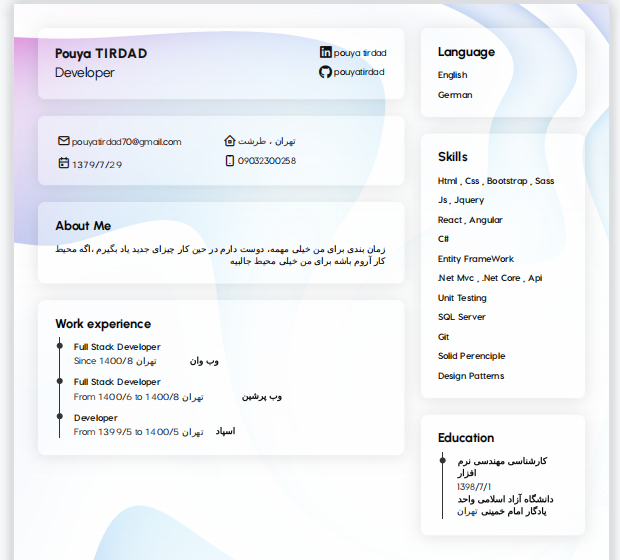 Pouya TIRDAD
Developer
pouya tirdad
pouyatirdad
pouyatirdad70@gmail.com
تهران ، طرشت
1379/7/29
09032300258
About Me
زمان بندی برای من خیلی مهمه، دوست دارم در حین کار چیزای جدید یاد بگیرم ،اگه محیط
کار آروم باشه برای من خیلی محیط جالبیه
Work experience
Full Stack Developer
Since 1400/8 تهران وب وان
Full Stack Developer
From 1400/6 to 1400/8 تهران وب پرشین
Developer
From 1399/5 to 1400/5 تهران اسپاد
Language
English
German
Skills
Html , Css , Bootstrap , Sass
Js , Jquery
React , Angular
C#
Entity FrameWork
.Net Mvc , .Net Core , Api
Unit Testing
SQL Server
Git
Solid Perenciple
Design Patterns
Education
کارشناسی مهندسی نرم
افزار
1398/7/1
دانشگاه آزاد اسلامی واحد
یادگار امام خمینی تهران